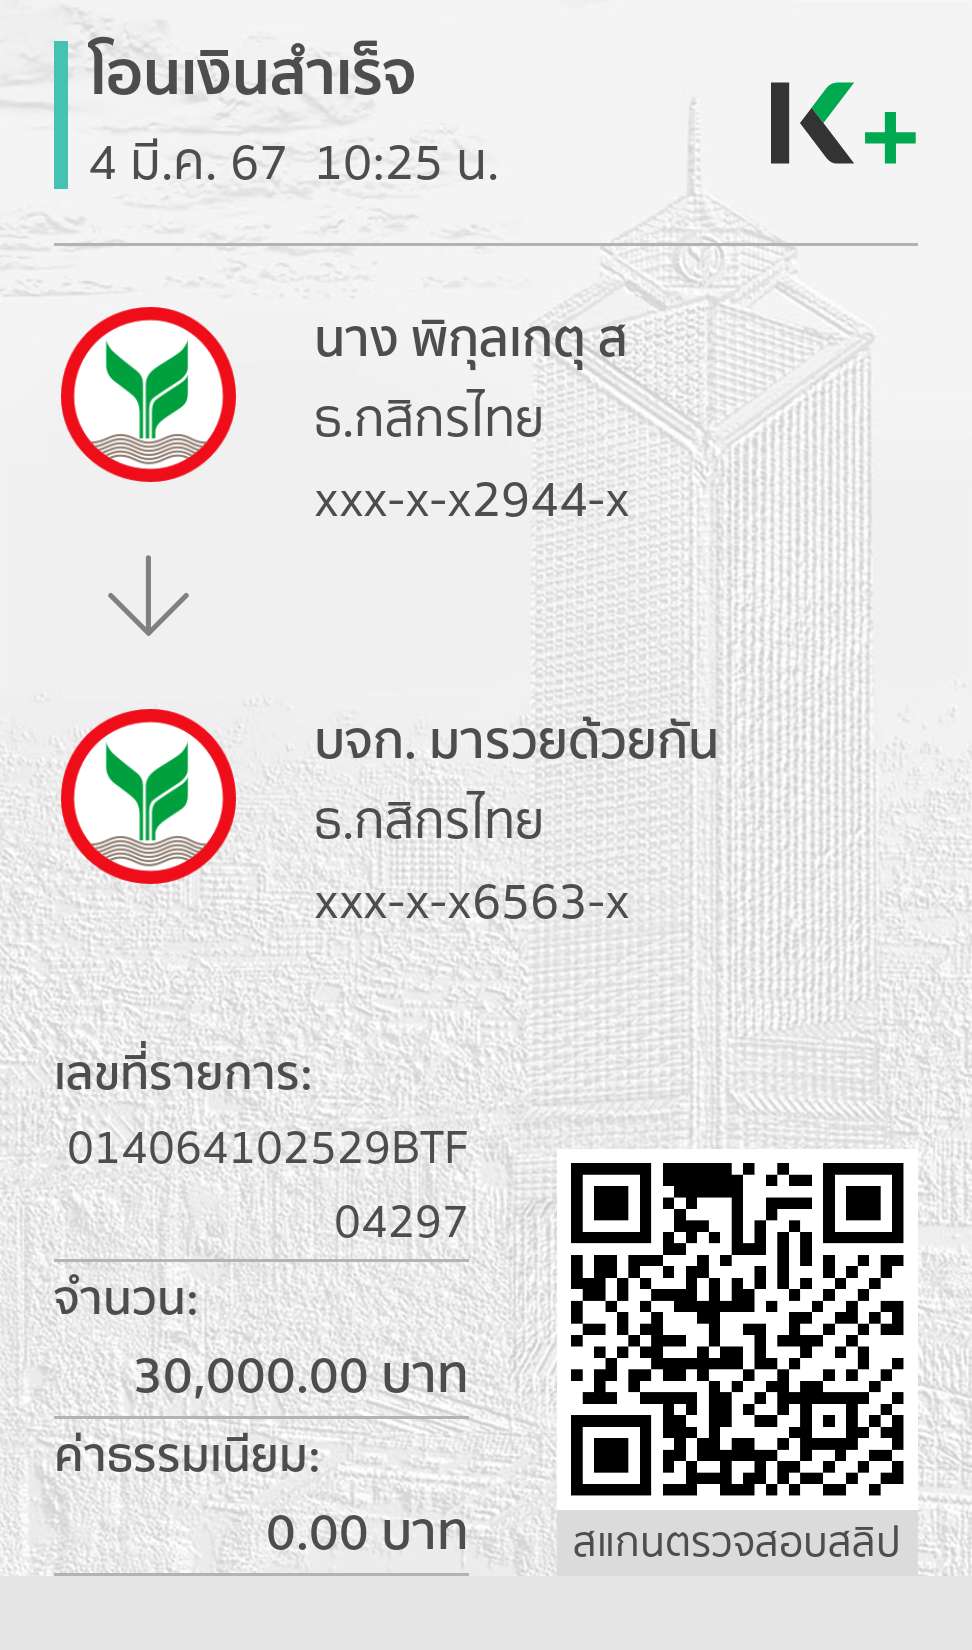 โอนเงินสำเร็จ
4 มี.ค. 67 10:25 น.
K+
นาง พิกุลเกตุ ส
ธ.กสิกรไทย
xxx-x-x2944-x
บจก. มารวยด้วยกัน
ธ.กสิกรไทย
xxx-x-x6563-x
เลขที่รายการ:
014064102529BTF
04297
จำนวน:
30,000.00 บาท
ค่าธรรมเนียม:
0.00 บาท
สแกนตรวจสอบสลิป